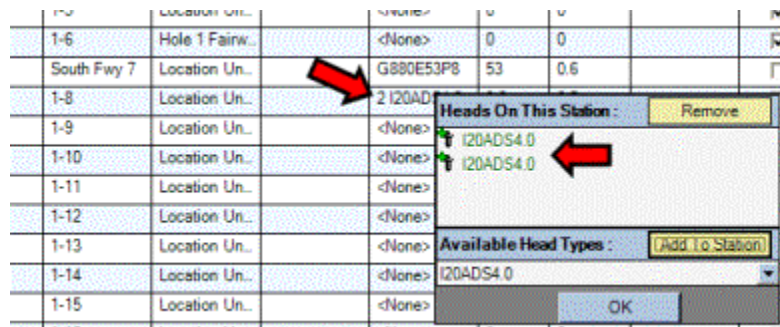 1-6 Hole 1 Fairw... <None> 0 0
South Fwy 7 Location Un... G880E53P8 53 0.6
1-8 Location Un... 2 I20AD
Heads On This Station : Remove
1-9 Location Un... <None>
I20ADS4.0
1-10 Location Un... <None>
I20ADS4.0
1-11 Location Un... <None>
1-12 Location Un... <None>
1-13 Location Un... <None>
Available Head Types : Add To Station
1-14 Location Un... <None>
I20ADS4.0
1-15 Location Un... <None>
OK